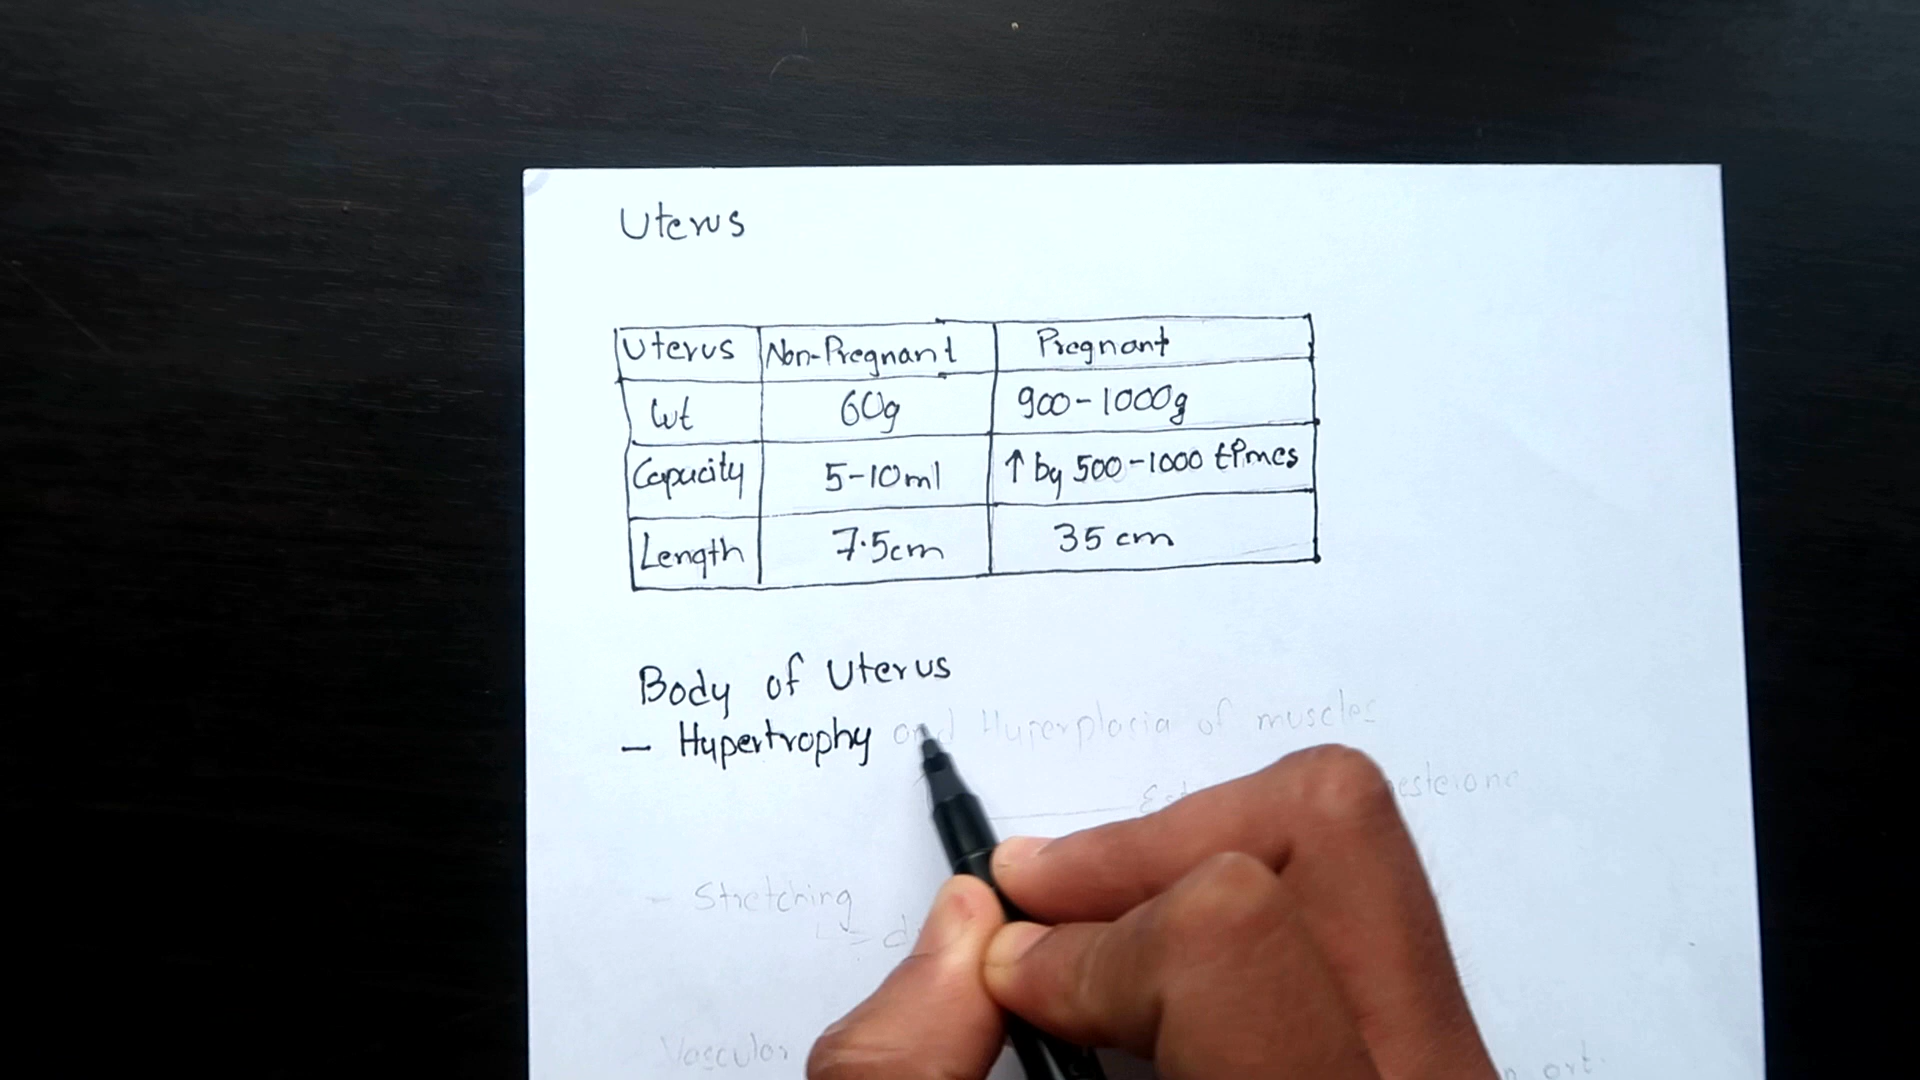 Uterus
Uterus Non-Pregnant Pregnant
Wt 60g 900-1000g
Capacity 5-10ml ↑ by 500-1000 times
Length 7.5cm 35 cm
Body of Uterus
- Hypertrophy and Hyperplasia of muscles
- Stretching
Vascular